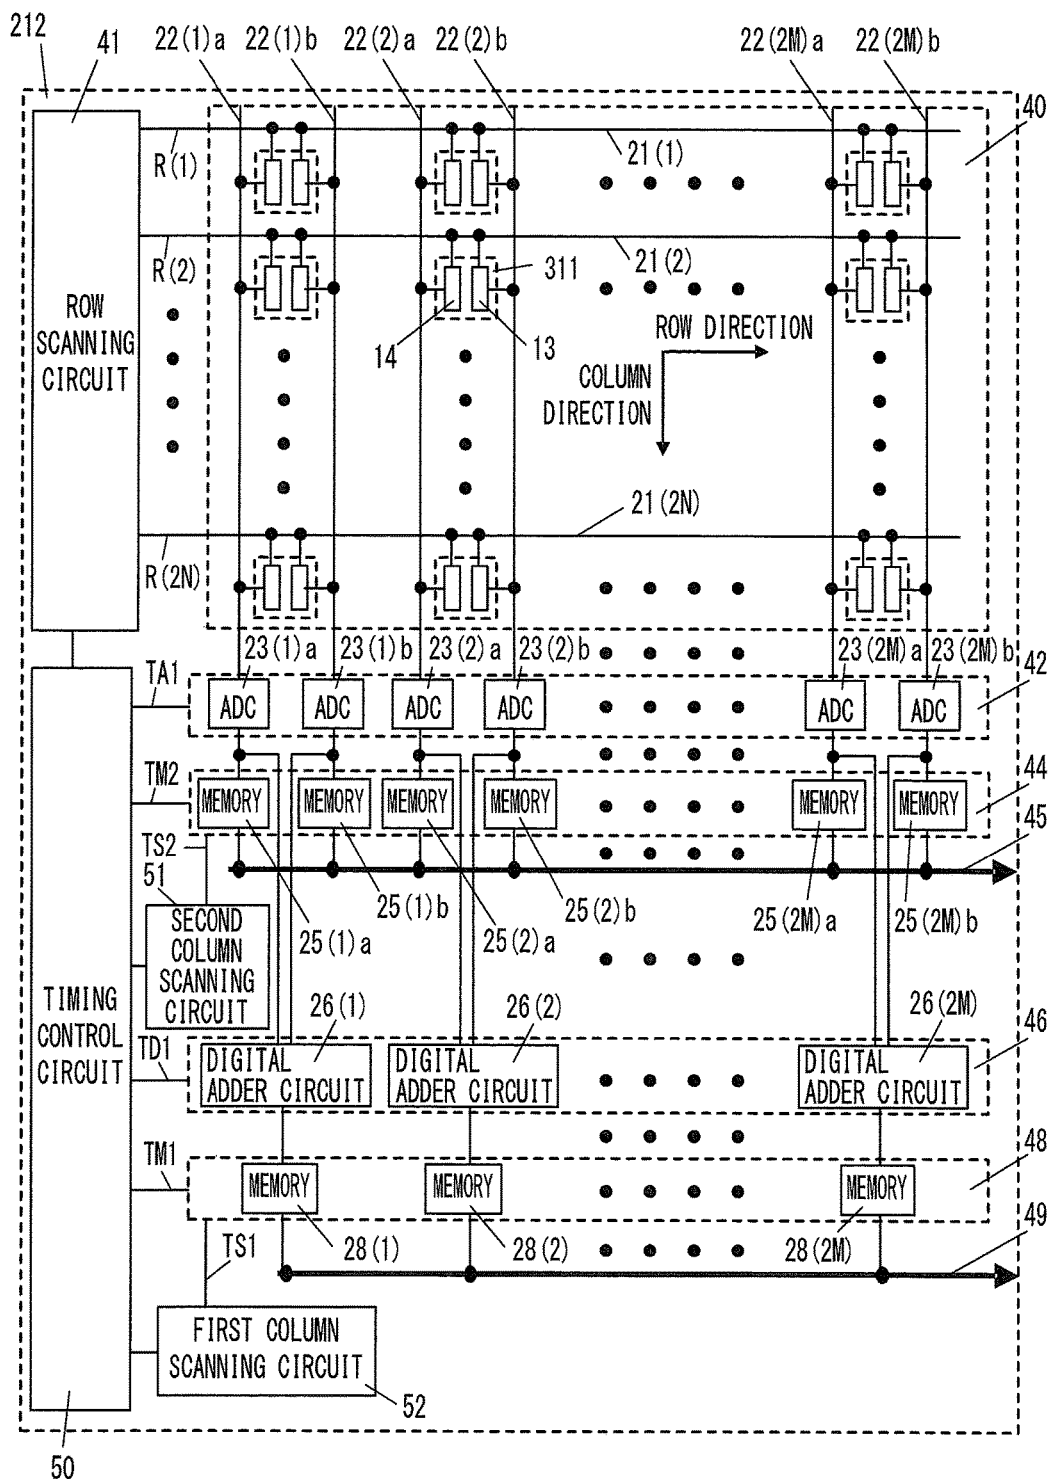 212
41
22(1)a
22(1)b
22(2)a
22(2)b
22(2M)a
22(2M)b
40
R(1)
21(1)
R(2)
21(2)
311
ROW
SCANNING
CIRCUIT
14
13
ROW DIRECTION
COLUMN
DIRECTION
21(2N)
R(2N)
23(1)a
23(1)b
23(2)a
23(2)b
23(2M)a
23(2M)b
42
TA1
ADC
ADC
ADC
ADC
ADC
ADC
TM2
MEMORY
MEMORY
MEMORY
MEMORY
MEMORY
MEMORY
44
45
TS2
51
SECOND
COLUMN
SCANNING
CIRCUIT
25(1)a
25(1)b
25(2)a
25(2)b
25(2M)a
25(2M)b
TIMING
CONTROL
CIRCUIT
26(1)
26(2)
26(2M)
46
TD1
DIGITAL
ADDER CIRCUIT
DIGITAL
ADDER CIRCUIT
DIGITAL
ADDER CIRCUIT
TM1
MEMORY
MEMORY
MEMORY
48
49
TS1
28(1)
28(2)
28(2M)
FIRST COLUMN
SCANNING CIRCUIT
52
50